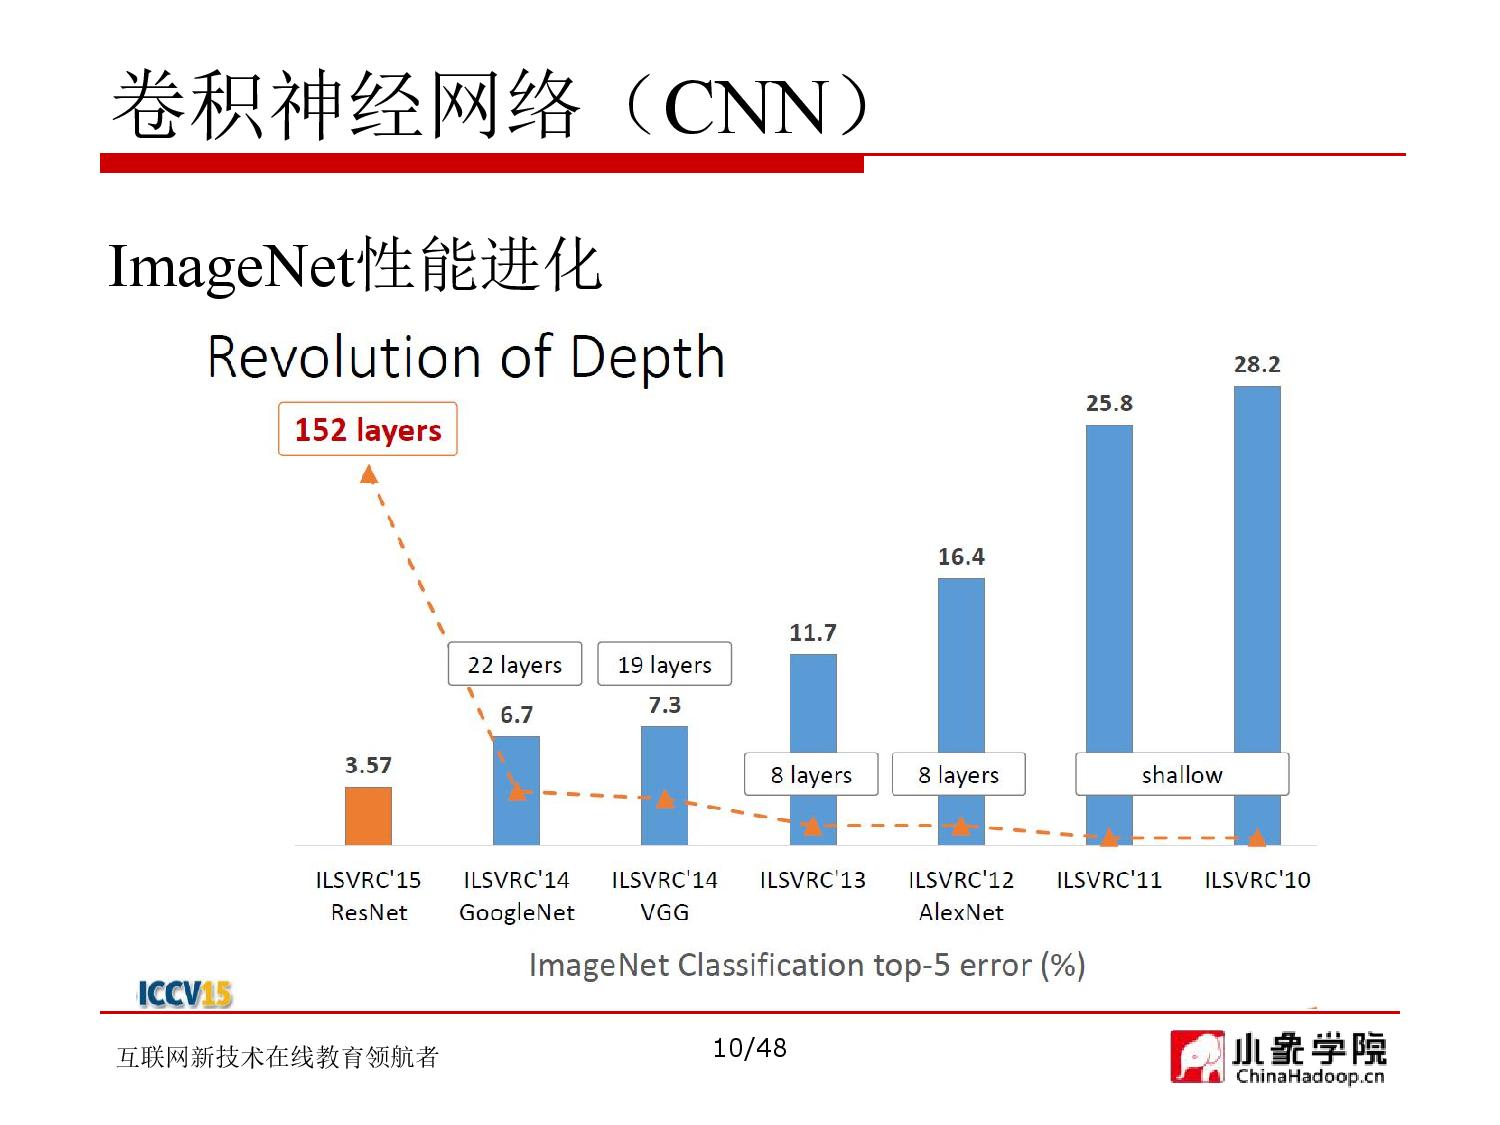 卷积神经网络（CNN）
ImageNet性能进化
Revolution of Depth
28.2
25.8
152 layers
16.4
11.7
22 layers
19 layers
7.3
6.7
3.57
8 layers
8 layers
shallow
ILSVRC'15 ResNet
ILSVRC'14 GoogleNet
ILSVRC'14 VGG
ILSVRC'13
ILSVRC'12 AlexNet
ILSVRC'11
ILSVRC'10
ImageNet Classification top-5 error (%)
ICCV15
互联网新技术在线教育领航者
10/48
小象学院
ChinaHadoop.cn